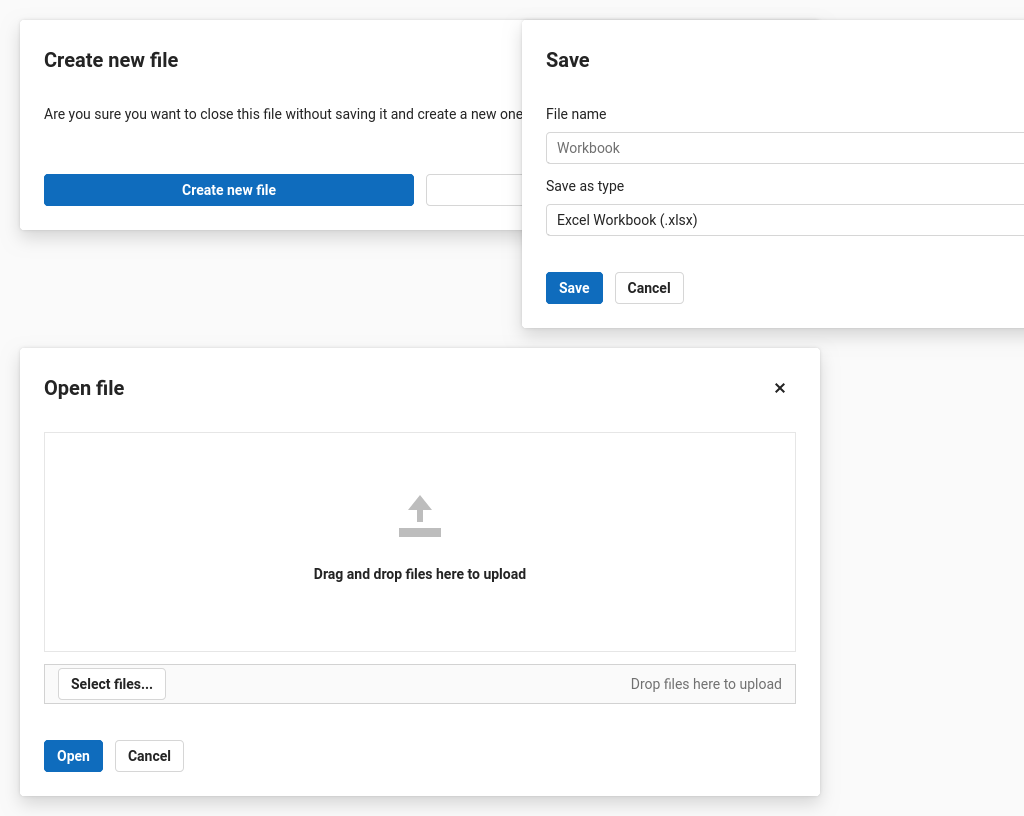 Create new file
Are you sure you want to close this file without saving it and create a new one
Create new file
Save
File name
Workbook
Save as type
Excel Workbook (.xlsx)
Save
Cancel
Open file
Drag and drop files here to upload
Select files...
Drop files here to upload
Open
Cancel